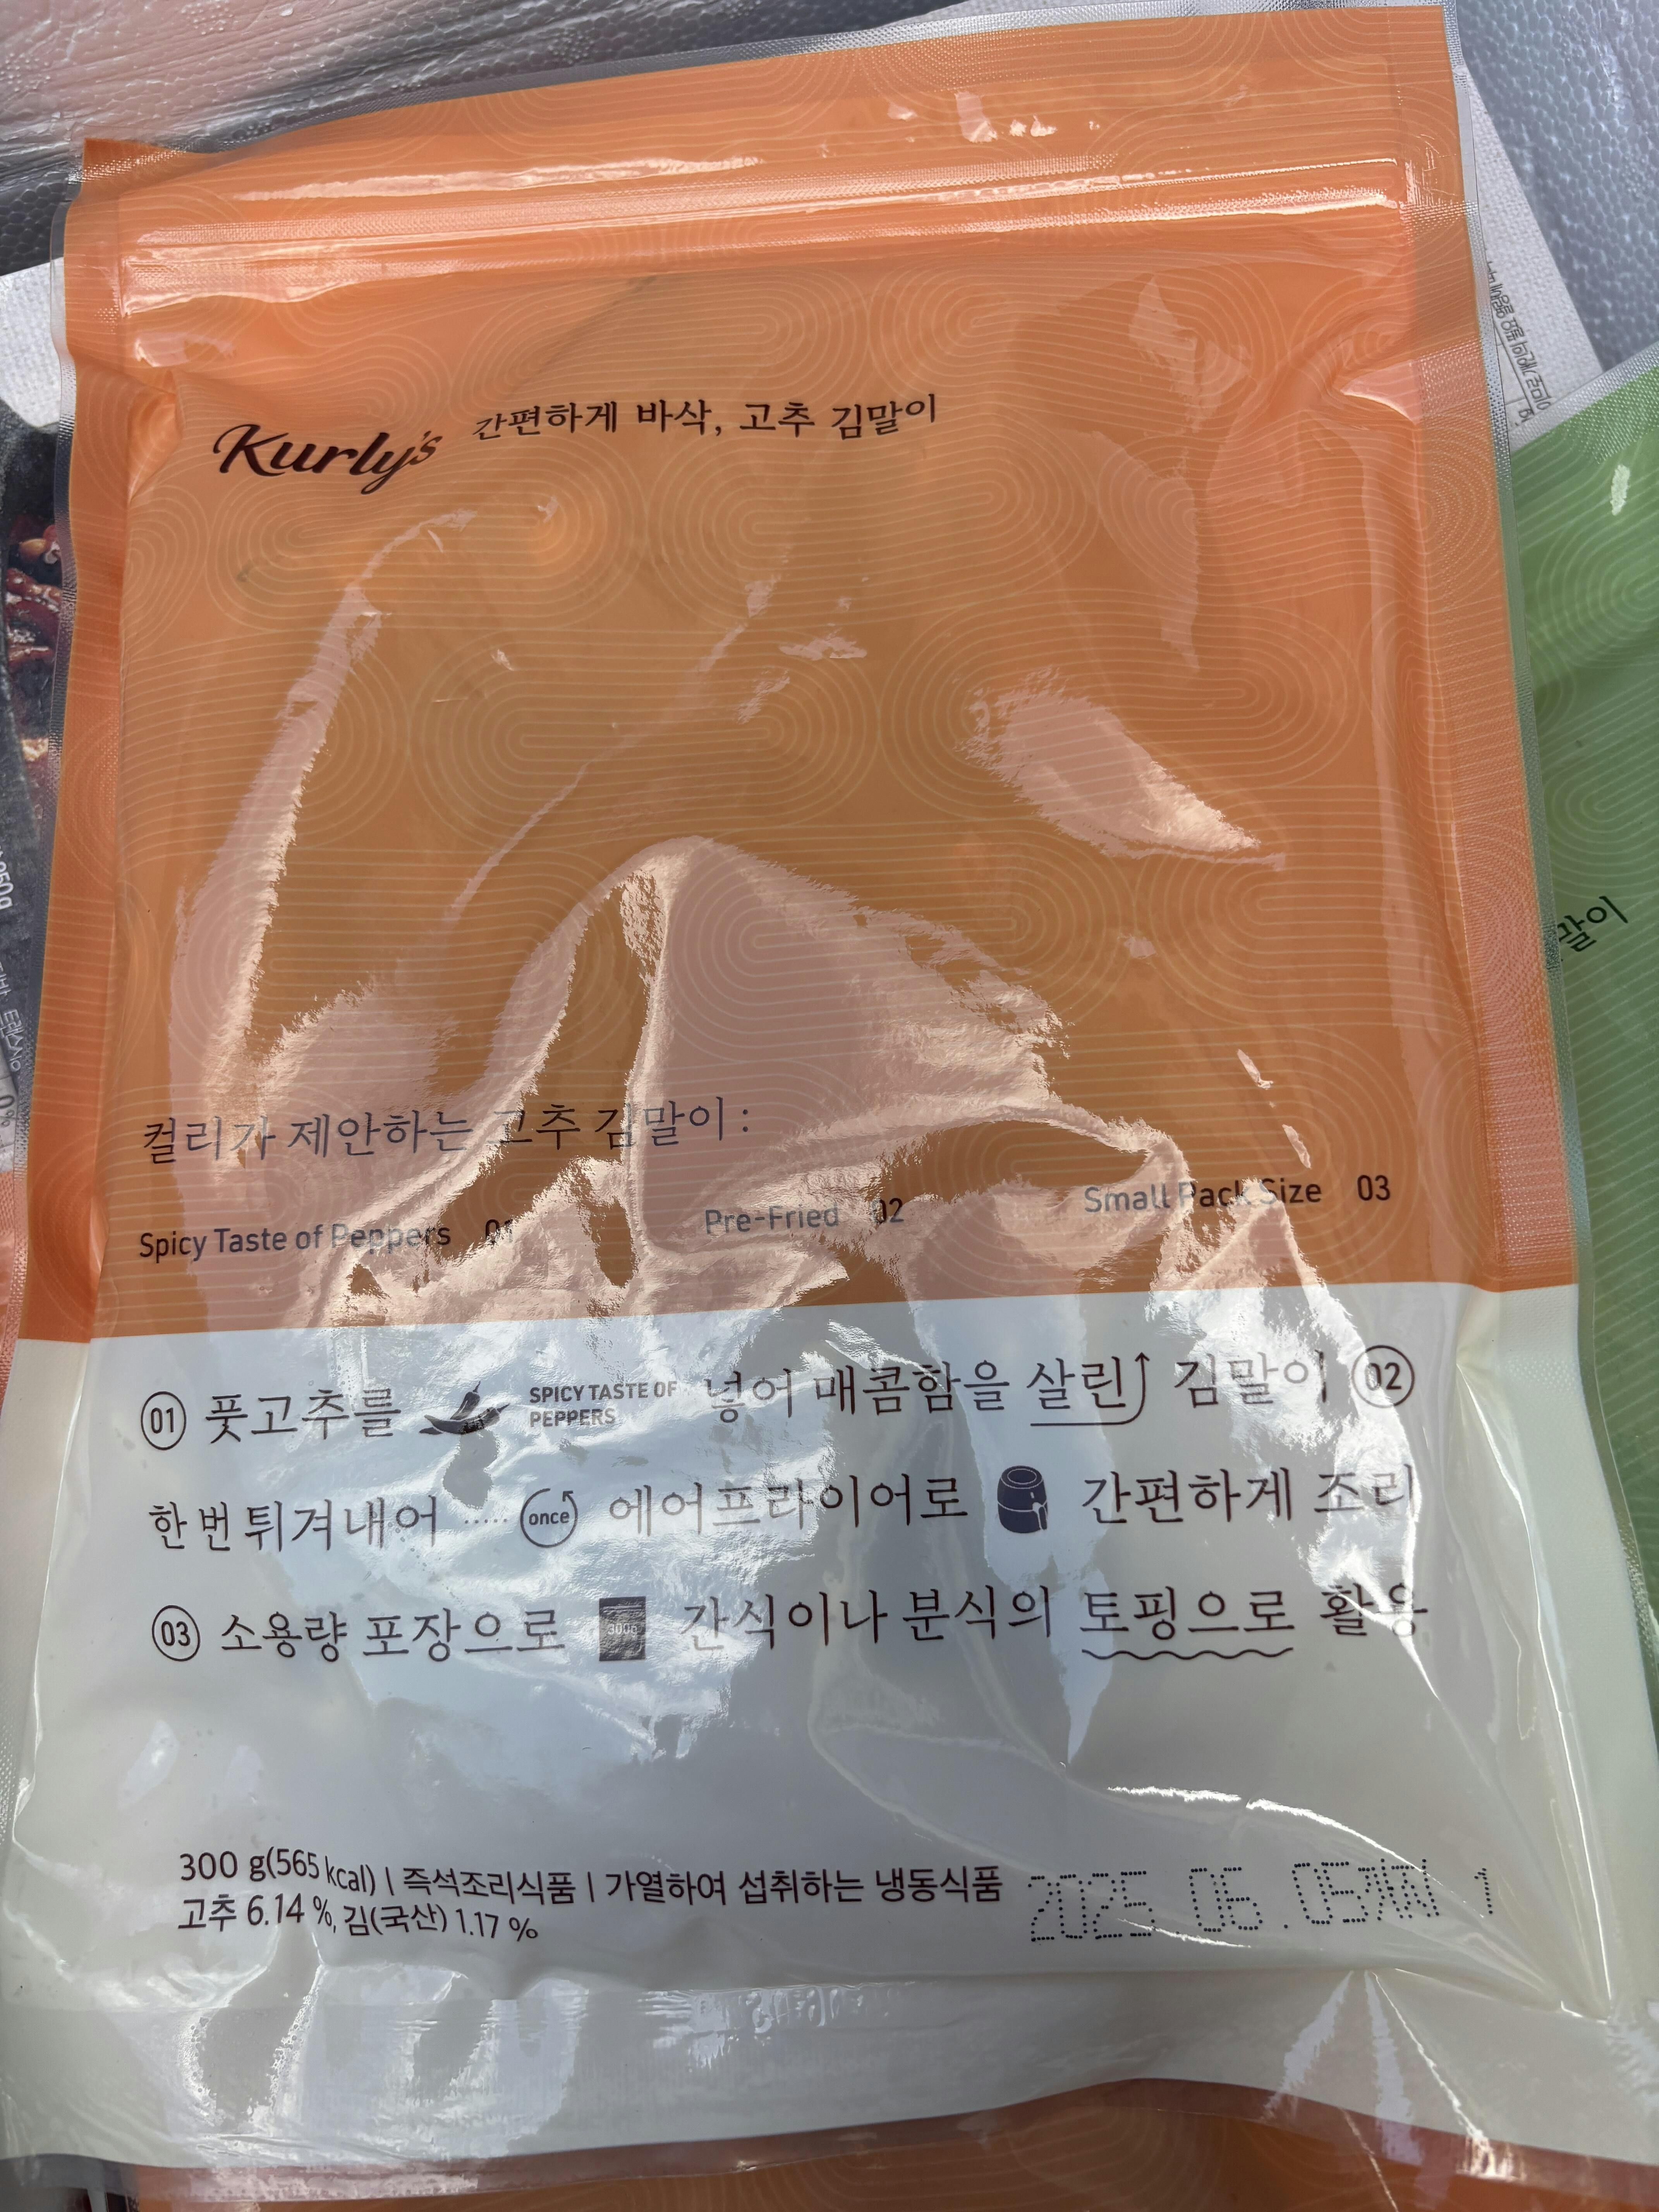 Kurly's 간편하게 바삭, 고추 김말이
컬리가 제안하는 고추 김말이 :
Spicy Taste of Peppers 01 Pre-Fried 02 Small Pack Size 03
01 풋고추를 SPICY TASTE OF PEPPERS 넣어 매콤함을 살린 김말이 02
한 번 튀겨내어 ····· once 에어프라이어로 간편하게 조리
03 소용량 포장으로 300g 간식이나 분식의 토핑으로 활용
300 g(565 kcal) | 즉석조리식품 | 가열하여 섭취하는 냉동식품
고추 6.14 %, 김(국산) 1.17 %
말이